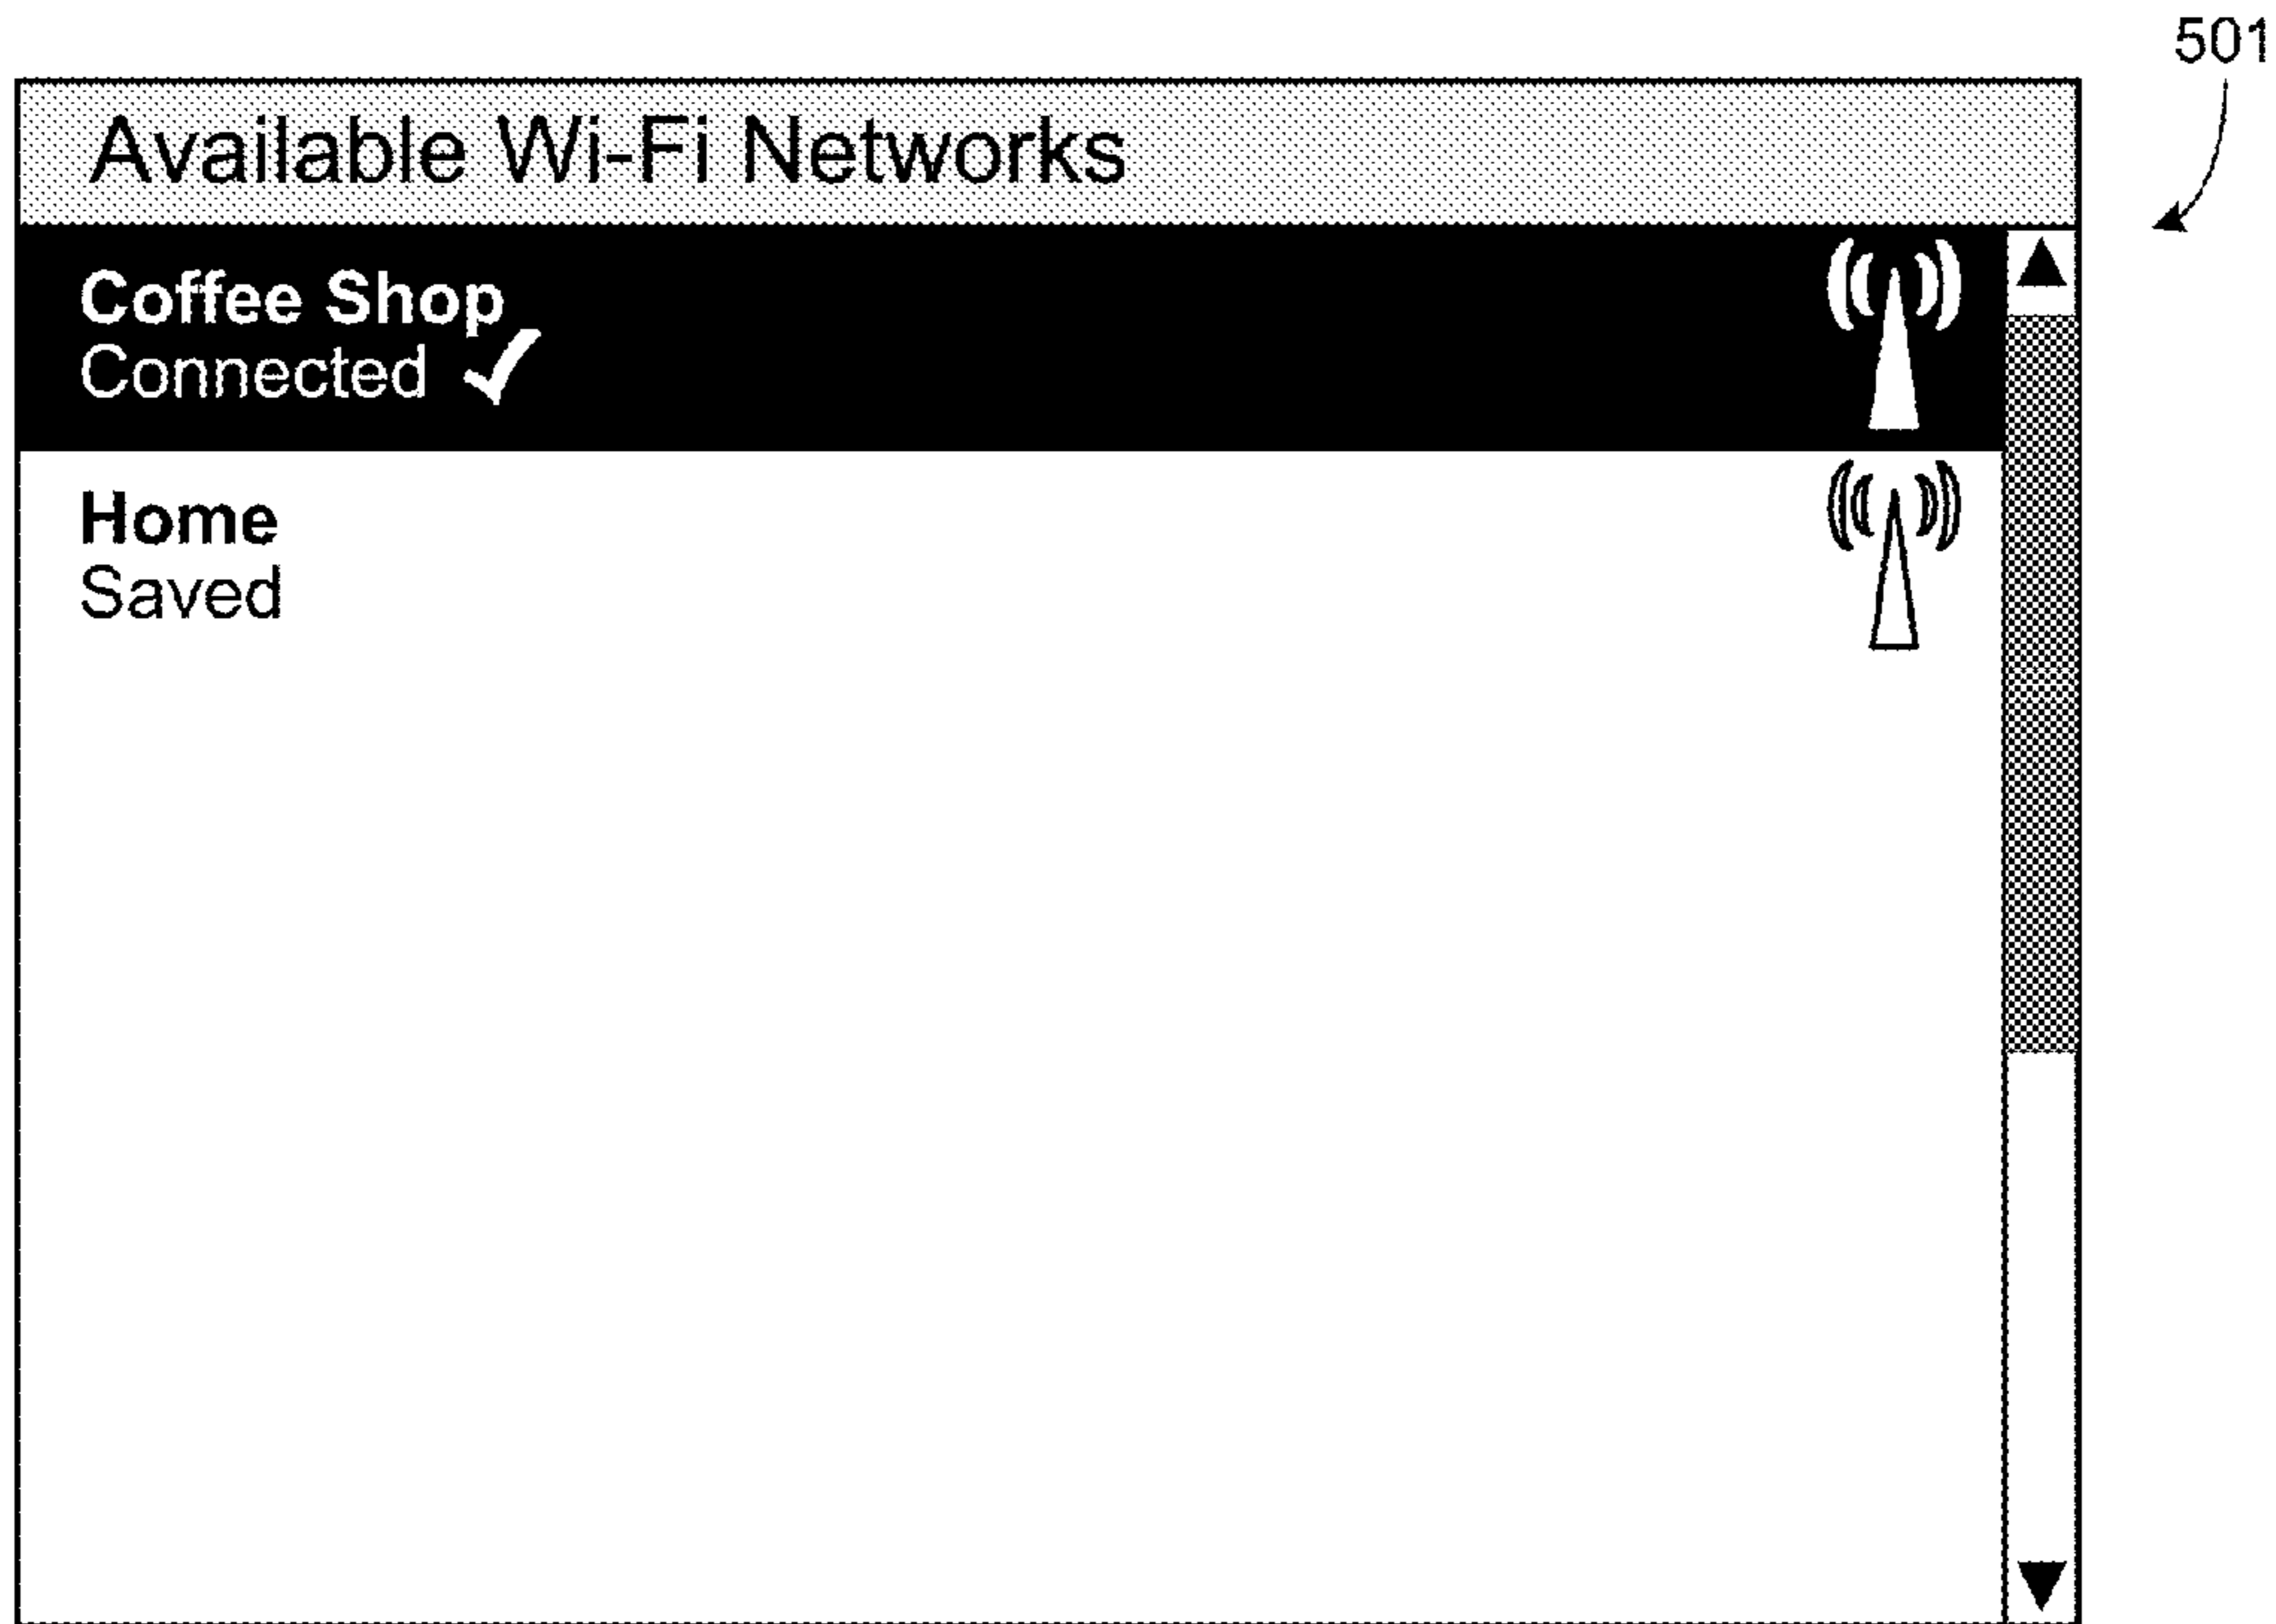 501
Available Wi-Fi Networks
Coffee Shop
Connected ✓
Home
Saved